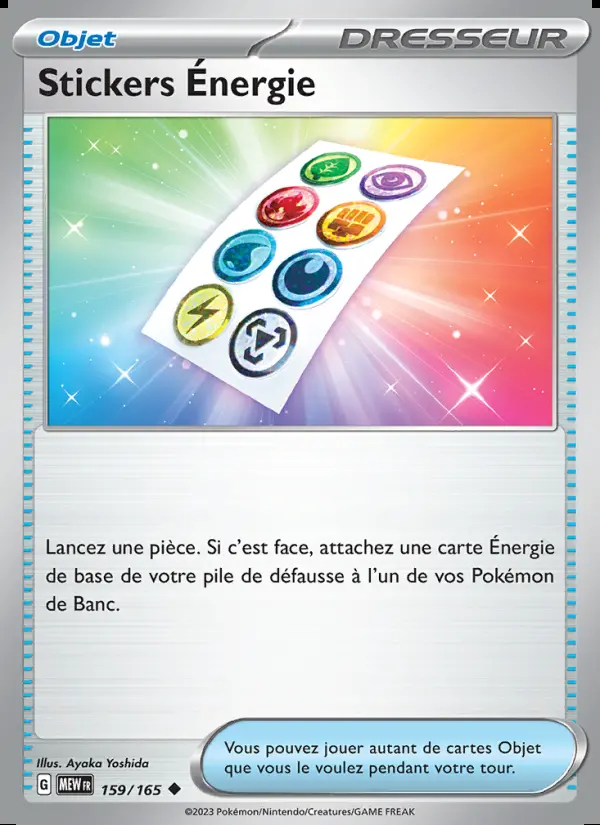 Objet
DRESSEUR
Stickers Énergie
Lancez une pièce. Si c’est face, attachez une carte Énergie
de base de votre pile de défausse à l’un de vos Pokémon
de Banc.
Illus. Ayaka Yoshida
Vous pouvez jouer autant de cartes Objet
que vous le voulez pendant votre tour.
G MEW FR 159/165 ◆
©2023 Pokémon/Nintendo/Creatures/GAME FREAK